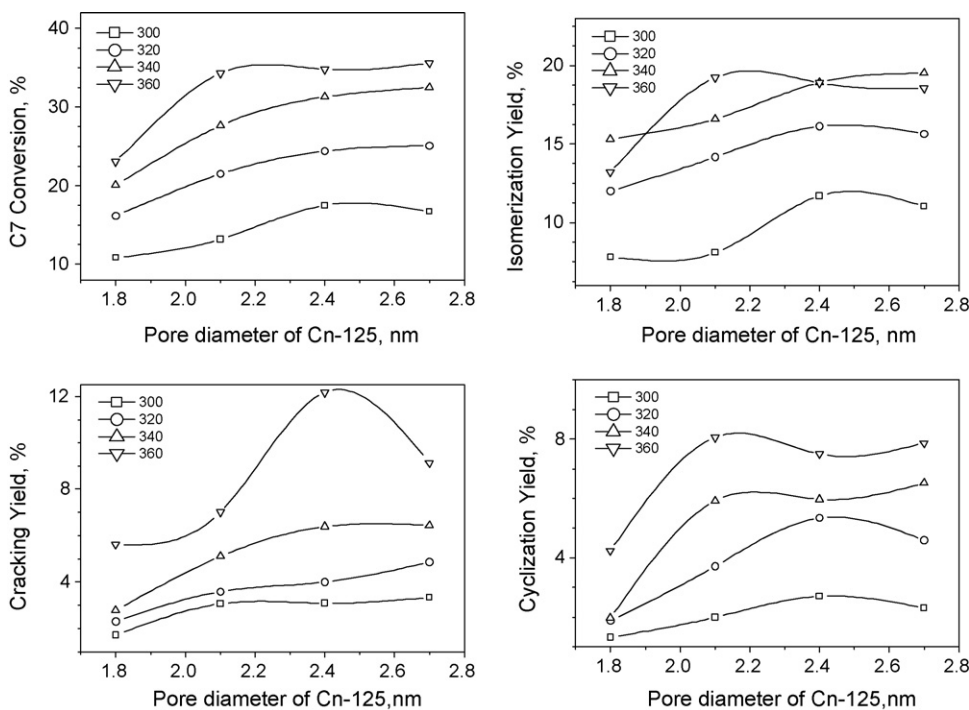 C7 Conversion, %
40
30
20
10
300
320
340
360
1.8 2.0 2.2 2.4 2.6 2.8
Pore diameter of Cn-125, nm
Isomerization Yield, %
20
15
10
300
320
340
360
1.8 2.0 2.2 2.4 2.6 2.8
Pore diameter of Cn-125, nm
Cracking Yield, %
12
8
4
300
320
340
360
1.8 2.0 2.2 2.4 2.6 2.8
Pore diameter of Cn-125,nm
Cyclization Yield, %
8
4
300
320
340
360
1.8 2.0 2.2 2.4 2.6 2.8
Pore diameter of Cn-125,nm